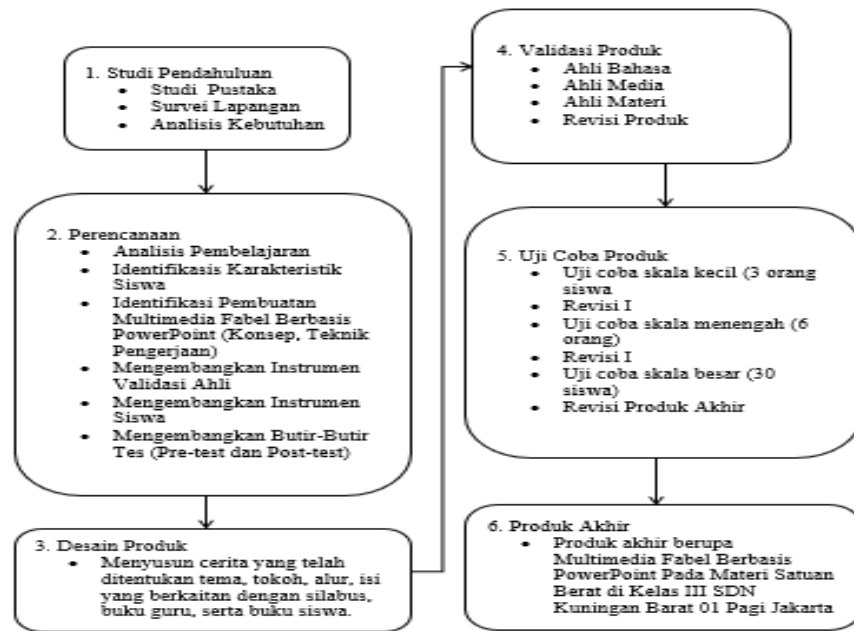 1. Studi Pendahuluan
• Studi Pustaka
• Survei Lapangan
• Analisis Kebutuhan
2. Perencanaan
• Analisis Pembelajaran
• Identifikasis Karakteristik
Siswa
• Identifikasi Pembuatan
Multimedia Fabel Berbasis
PowerPoint (Konsep, Teknik
Pengerjaan)
• Mengembangkan Instrumen
Validasi Ahli
• Mengembangkan Instrumen
Siswa
• Mengembangkan Butir-Butir
Tes (Pre-test dan Post-test)
3. Desain Produk
• Menyusun cerita yang telah
ditentukan tema, tokoh, alur, isi
yang berkaitan dengan silabus,
buku guru, serta buku siswa.
4. Validasi Produk
• Ahli Bahasa
• Ahli Media
• Ahli Materi
• Revisi Produk
5. Uji Coba Produk
• Uji coba skala kecil (3 orang
siswa
• Revisi I
• Uji coba skala menengah (6
orang)
• Revisi I
• Uji coba skala besar (30
siswa)
• Revisi Produk Akhir
6. Produk Akhir
• Produk akhir berupa
Multimedia Fabel Berbasis
PowerPoint Pada Materi Satuan
Berat di Kelas III SDN
Kuningan Barat 01 Pagi Jakarta